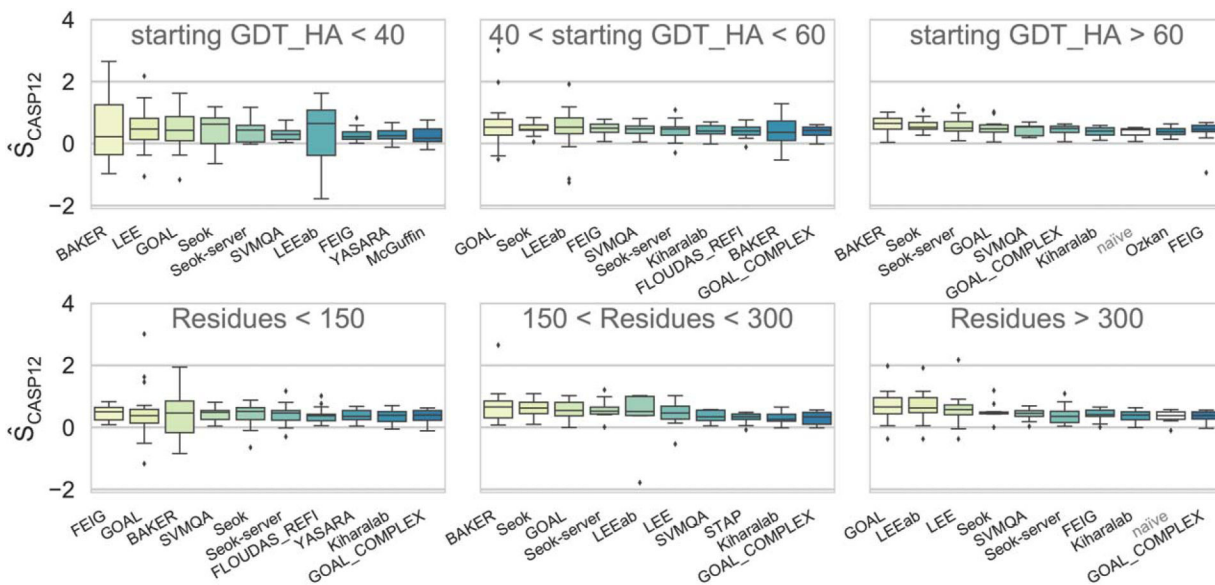 starting GDT_HA < 40
40 < starting GDT_HA < 60
starting GDT_HA > 60
4
2
0
−2
ŜCASP12
BAKER
LEE
GOAL
Seok
Seok-server
SVMQA
LEEab
FEIG
YASARA
McGuffin
GOAL
Seok
LEEab
FEIG
SVMQA
Seok-server
Kiharalab
FLOUDAS_REFI
BAKER
GOAL_COMPLEX
BAKER
Seok
Seok-server
GOAL
SVMQA
GOAL_COMPLEX
Kiharalab
naïve
Ozkan
FEIG
Residues < 150
150 < Residues < 300
Residues > 300
4
2
0
−2
ŜCASP12
FEIG
GOAL
BAKER
SVMQA
Seok
Seok-server
FLOUDAS_REFI
YASARA
Kiharalab
GOAL_COMPLEX
BAKER
Seok
GOAL
Seok-server
LEEab
LEE
SVMQA
STAP
Kiharalab
GOAL_COMPLEX
GOAL
LEEab
LEE
Seok
SVMQA
Seok-server
FEIG
Kiharalab
naïve
GOAL_COMPLEX